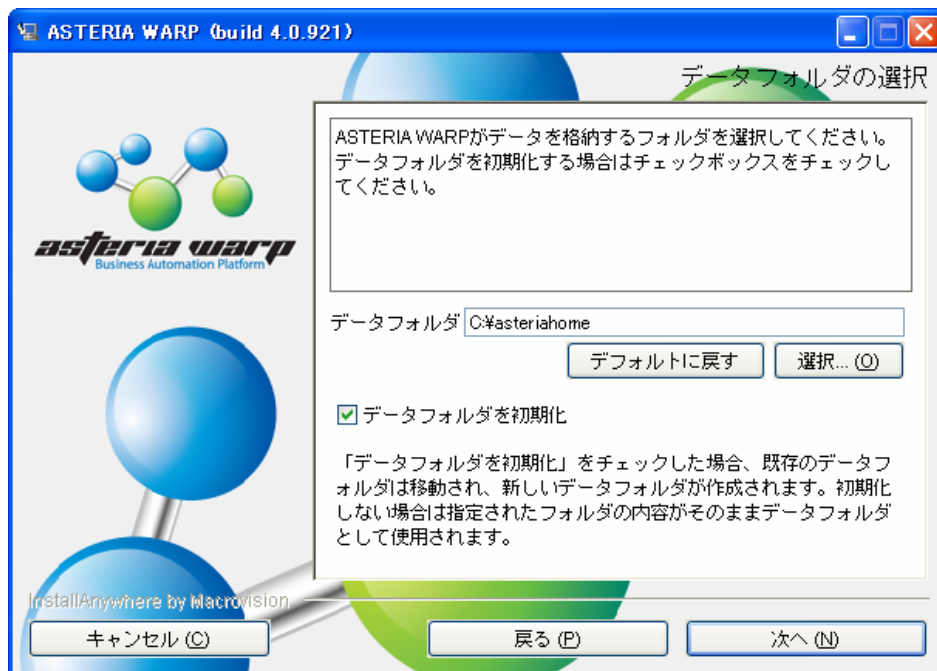 ASTERIA WARP (build 4.0.921)
データフォルダの選択
asteria warp
Business Automation Platform
ASTERIA WARPがデータを格納するフォルダを選択してください。
データフォルダを初期化する場合はチェックボックスをチェックし
てください。
データフォルダ C:¥asteriahome
デフォルトに戻す 選択... (O)
データフォルダを初期化
「データフォルダを初期化」をチェックした場合、既存のデータフ
ォルダは移動され、新しいデータフォルダが作成されます。初期化
しない場合は指定されたフォルダの内容がそのままデータフォルダ
として使用されます。
InstallAnywhere by Macrovision
キャンセル (C) 戻る (P) 次へ (N)